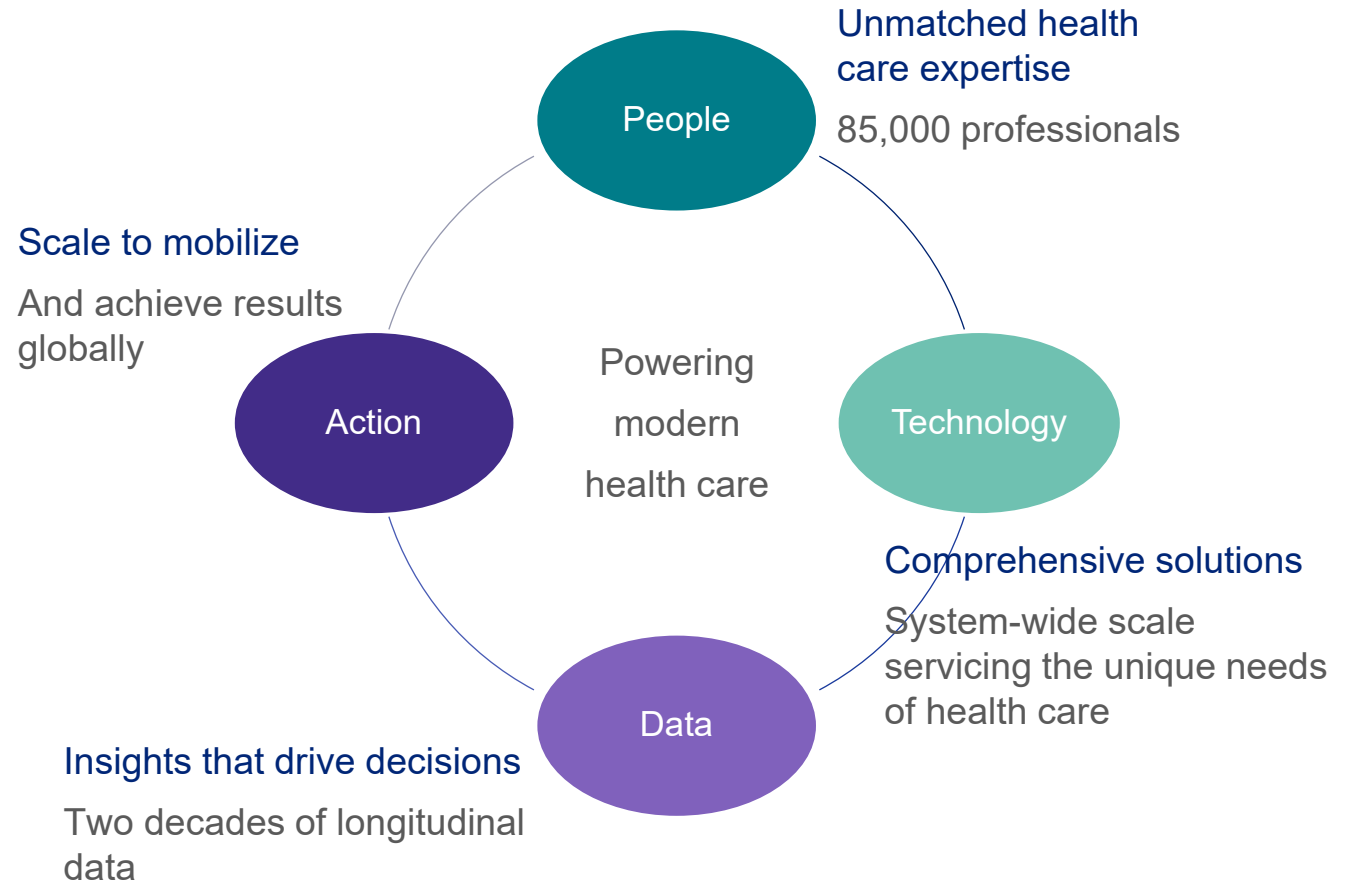 Unmatched health
care expertise
85,000 professionals
People
Scale to mobilize
And achieve results
globally
Action
Powering
modern
health care
Technology
Comprehensive solutions
System-wide scale
servicing the unique needs
of health care
Data
Insights that drive decisions
Two decades of longitudinal
data